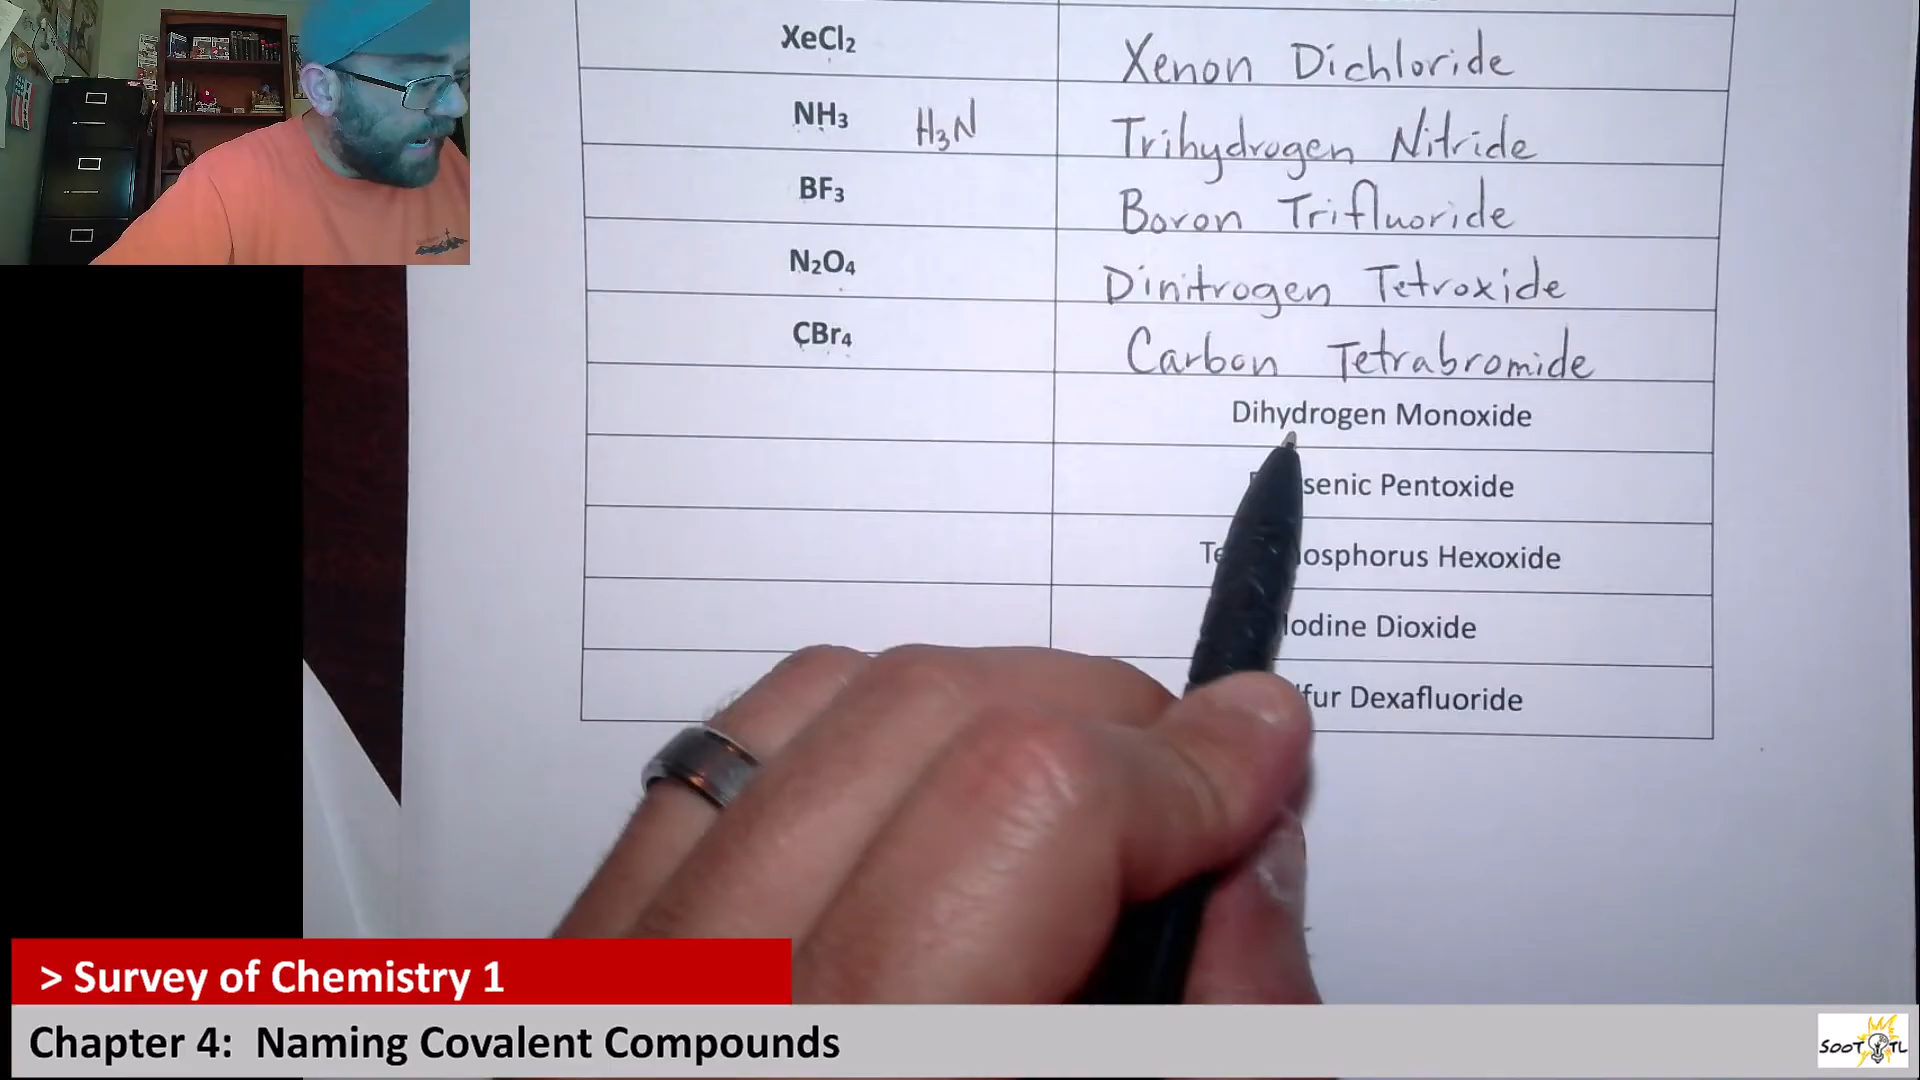 XeCl2 Xenon Dichloride
NH3 H3N Trihydrogen Nitride
BF3 Boron Trifluoride
N2O4 Dinitrogen Tetroxide
CBr4 Carbon Tetrabromide
Dihydrogen Monoxide
senic Pentoxide
Te osphorus Hexoxide
Iodine Dioxide
fur Dexafluoride
> Survey of Chemistry 1
Chapter 4: Naming Covalent Compounds
SOOT TL